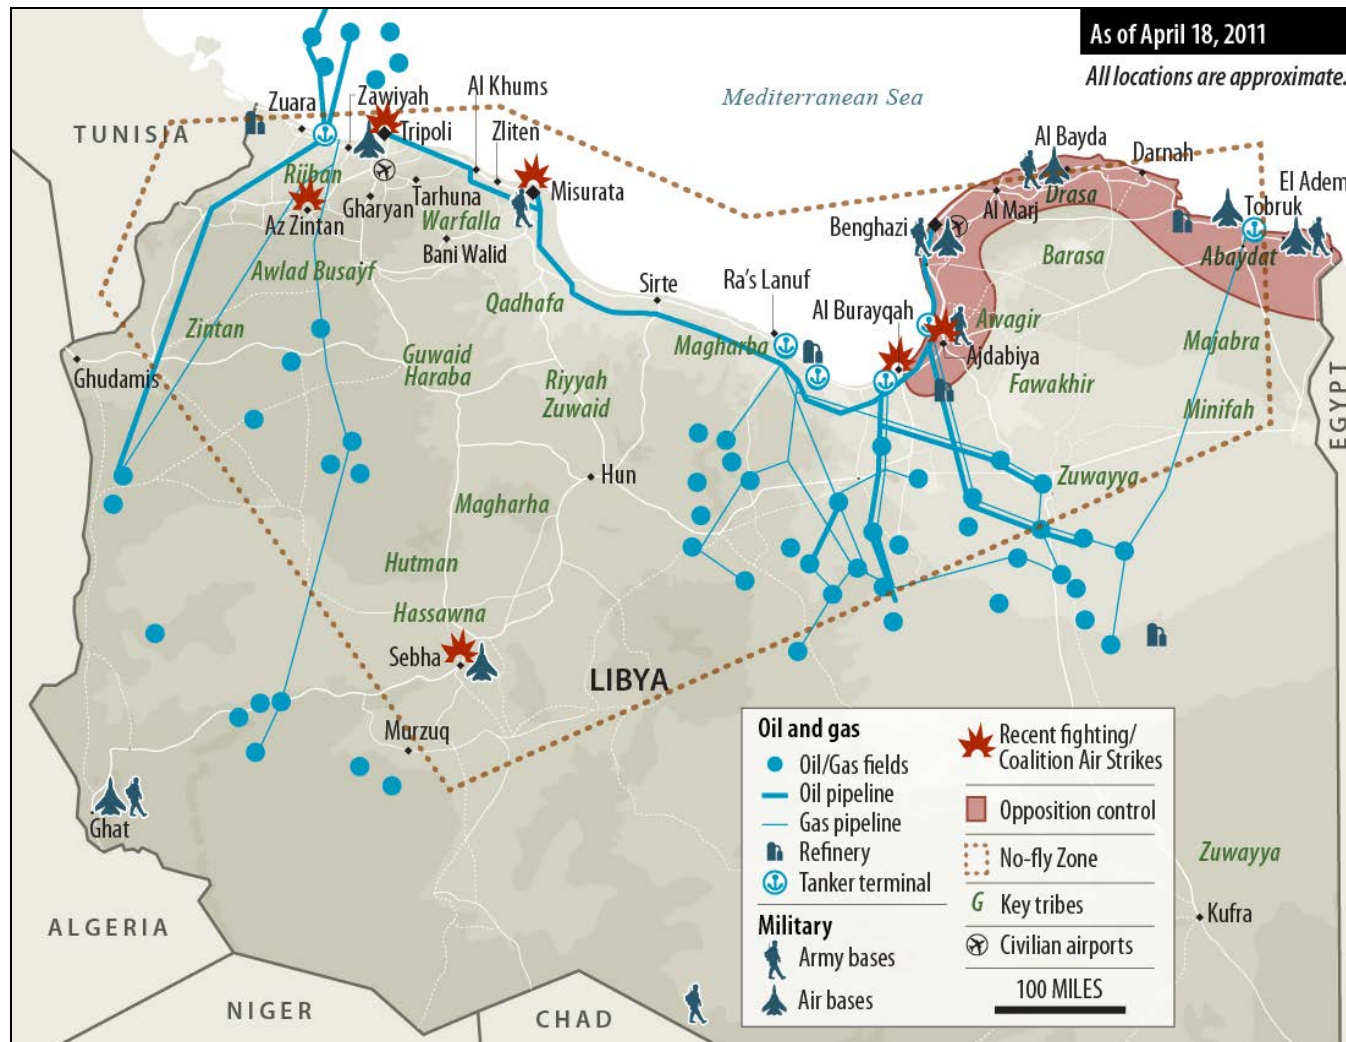 As of April 18, 2011
All locations are approximate.
Mediterranean Sea
TUNISIA
Zuara
Zawiyah
Al Khums
Tripoli
Zliten
Misurata
Rijban
Az Zintan
Gharyan
Tarhuna
Warfalla
Bani Walid
Awlad Busayf
Zintan
Qadhafa
Sirte
Ra's Lanuf
Al Burayqah
Magharba
Guwaid
Haraba
Riyyah
Zuwaid
Ghudamis
Hun
Magharha
Hutman
Hassawna
Sebha
Murzuq
Ghat
LIBYA
Benghazi
Al Bayda
Darnah
Drasa
Al Marj
El Adem
Tobruk
Abaydat
Barasa
Awagir
Ajdabiya
Fawakhir
Majabra
Minifah
Zuwayya
EGYPT
Zuwayya
Kufra
ALGERIA
NIGER
CHAD
Oil and gas
Oil/Gas fields
Oil pipeline
Gas pipeline
Refinery
Tanker terminal
Military
Army bases
Air bases
Recent fighting/
Coalition Air Strikes
Opposition control
No-fly Zone
G Key tribes
Civilian airports
100 MILES